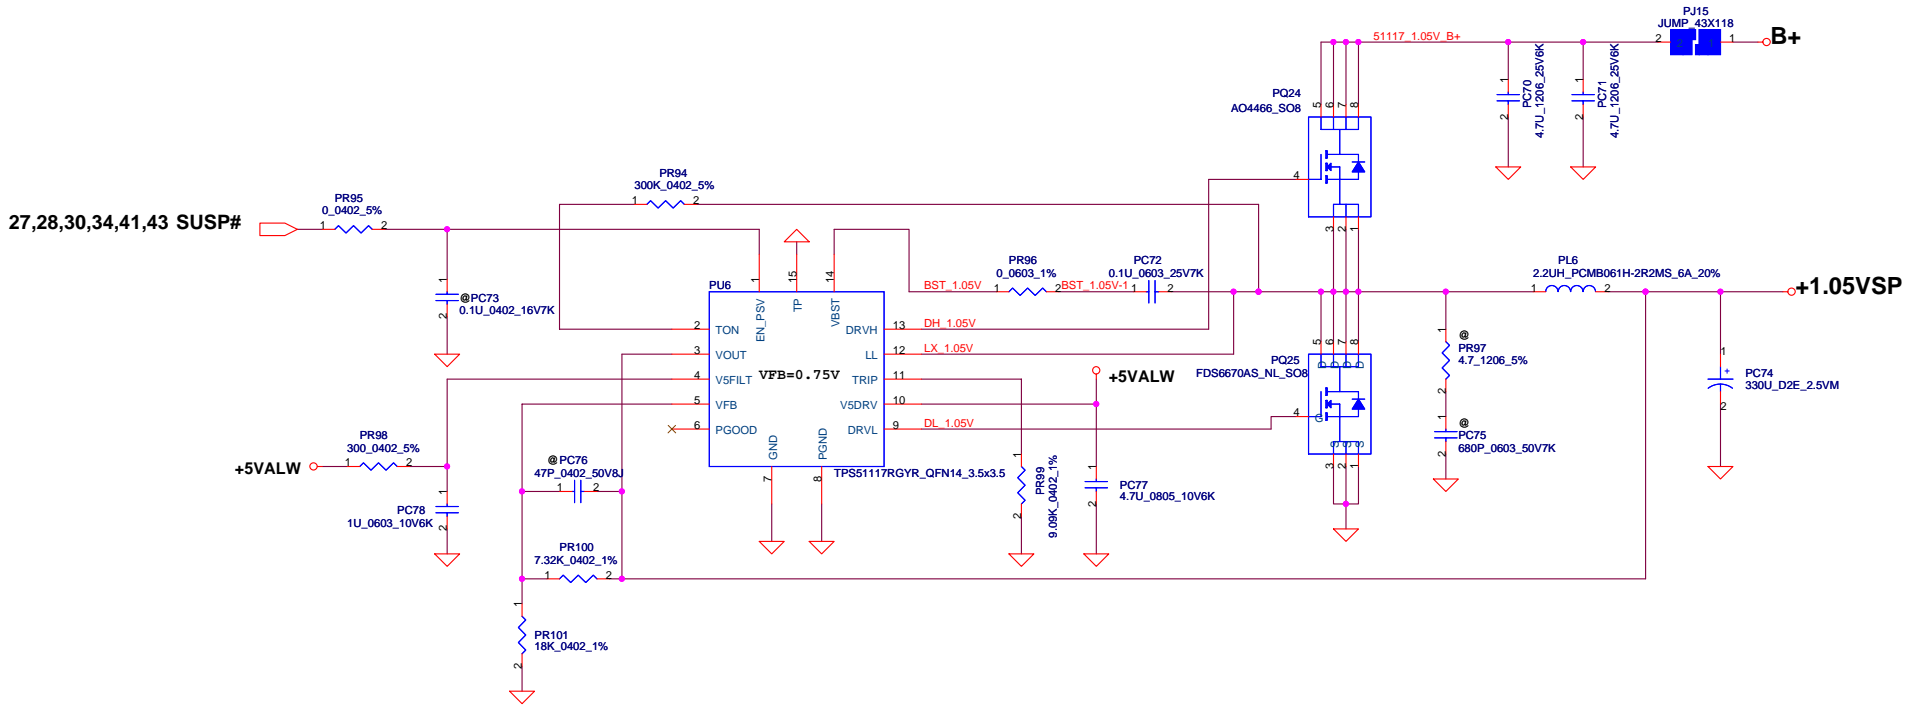 PJ15
JUMP_43X118
2
1
B+
51117_1.05V_B+
1
PC70
4.7U_1206_25V6K
2
1
PC71
4.7U_1206_25V6K
2
PQ24
AO4466_SO8
5
6
7
8
4
3
2
1
PR94
300K_0402_5%
1
2
PR95
0_0402_5%
1
2
27,28,30,34,41,43 SUSP#
1
@PC73
0.1U_0402_16V7K
2
PU6
1
15
14
EN_PSV
TP
VBST
2 TON
3 VOUT
4 V5FILT
5 VFB
6 PGOOD
VFB=0.75V
DRVH 13
LL 12
TRIP 11
V5DRV 10
DRVL 9
GND
PGND
7
8
TPS51117RGYR_QFN14_3.5x3.5
BST_1.05V
PR96
0_0603_1%
1
2
BST_1.05V-1
PC72
0.1U_0603_25V7K
1
2
DH_1.05V
LX_1.05V
DL_1.05V
PL6
2.2UH_PCMB061H-2R2MS_6A_20%
1
2
+1.05VSP
PQ25
FDS6670AS_NL_SO8
5
6
7
8
D
D
D
D
4
G
S
S
S
3
2
1
1
@
PR97
4.7_1206_5%
2
1
@
PC75
680P_0603_50V7K
2
1
+
PC74
330U_D2E_2.5VM
2
+5VALW
1
PC77
4.7U_0805_10V6K
2
1
PR99
9.09K_0402_1%
2
PR98
300_0402_5%
+5VALW
1
2
1
PC78
1U_0603_10V6K
2
@PC76
47P_0402_50V8J
1
2
PR100
7.32K_0402_1%
1
2
1
PR101
18K_0402_1%
2